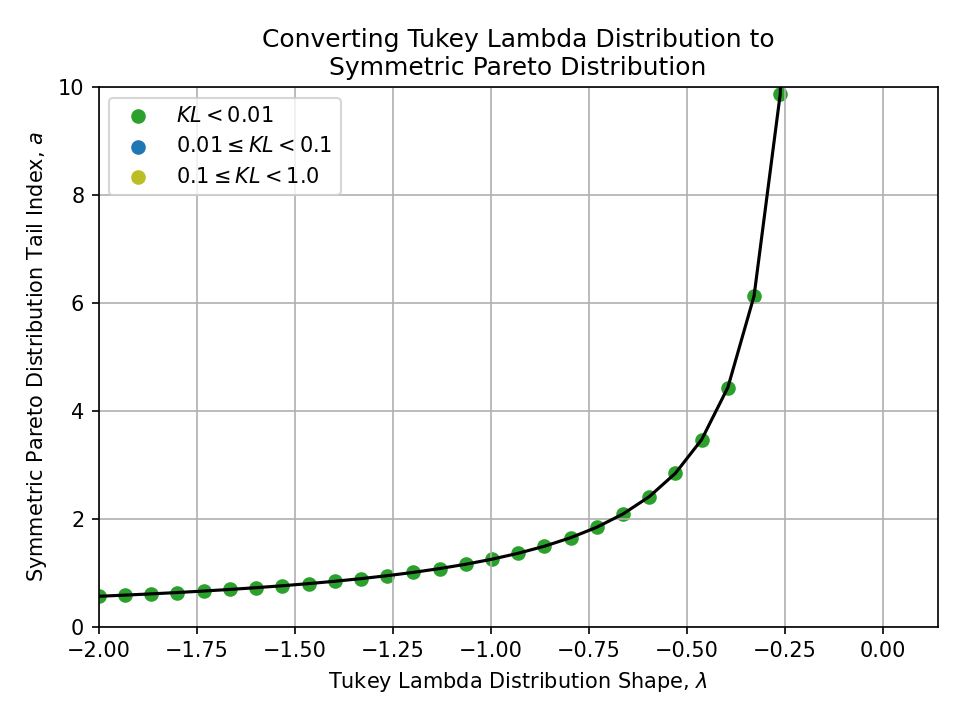 Converting Tukey Lambda Distribution to
Symmetric Pareto Distribution
Symmetric Pareto Distribution Tail Index, a
10
8
6
4
2
0
KL < 0.01
0.01 ≤ KL < 0.1
0.1 ≤ KL < 1.0
−2.00 −1.75 −1.50 −1.25 −1.00 −0.75 −0.50 −0.25 0.00
Tukey Lambda Distribution Shape, λ